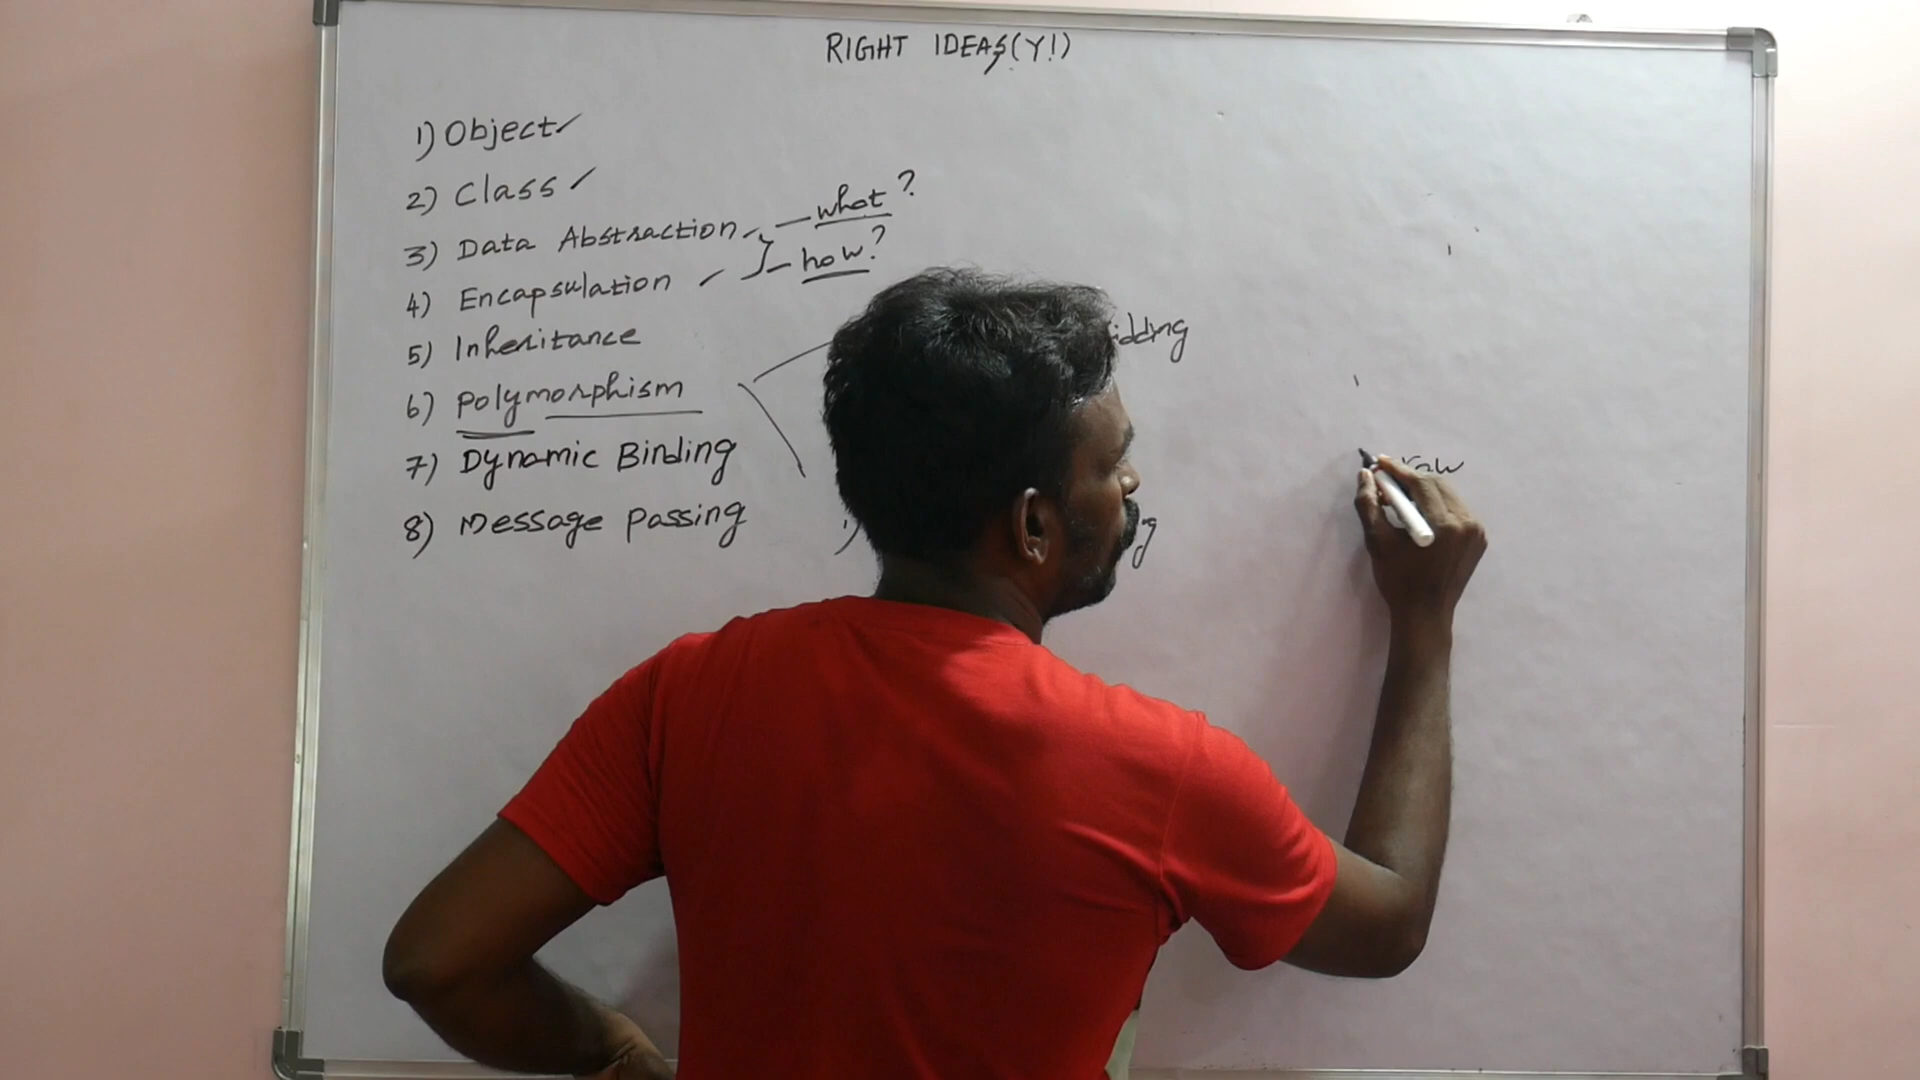 RIGHT IDEAS(Y!)
1) Object ✓
2) Class ✓
3) Data Abstraction ✓ — what?
— how?
4) Encapsulation ✓
5) Inheritance
6) Polymorphism
7) Dynamic Binding
8) Message Passing